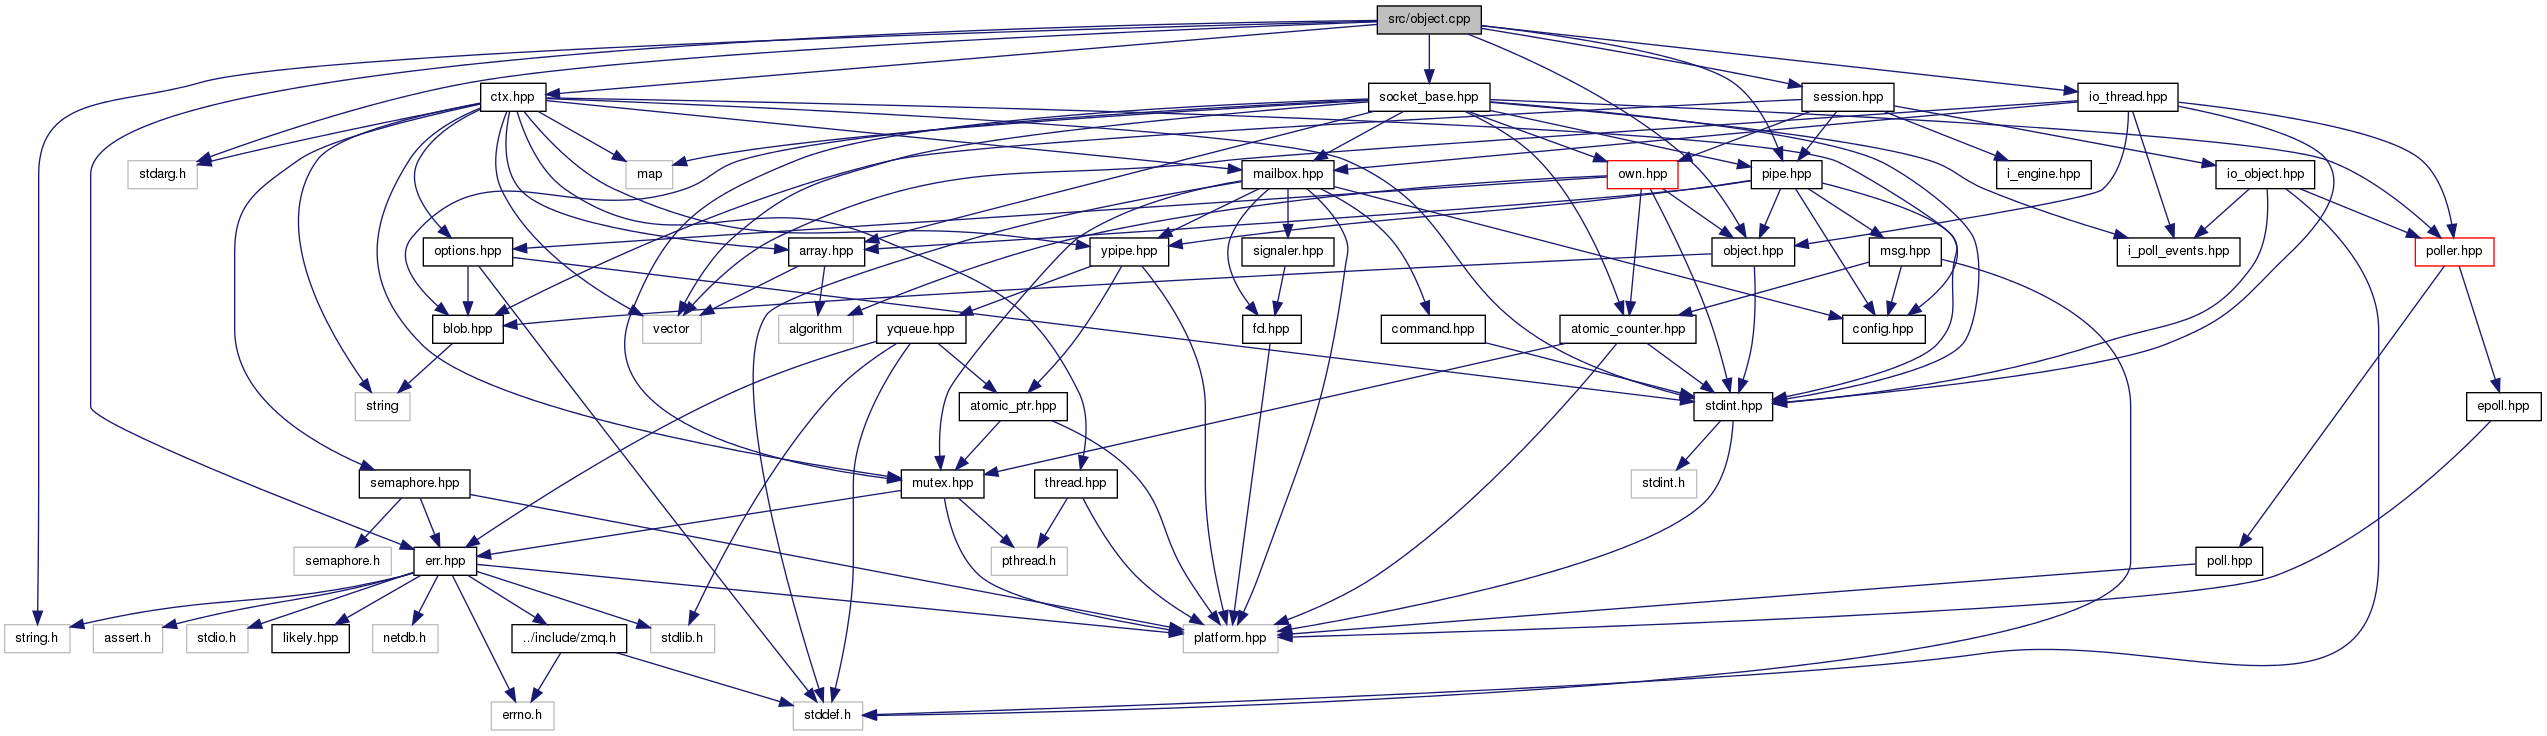 src/object.cpp
ctx.hpp
socket_base.hpp
session.hpp
io_thread.hpp
stdarg.h
map
mailbox.hpp
own.hpp
pipe.hpp
i_engine.hpp
io_object.hpp
options.hpp
array.hpp
ypipe.hpp
signaler.hpp
object.hpp
msg.hpp
i_poll_events.hpp
poller.hpp
blob.hpp
vector
algorithm
yqueue.hpp
fd.hpp
command.hpp
atomic_counter.hpp
config.hpp
string
atomic_ptr.hpp
stdint.hpp
epoll.hpp
semaphore.hpp
mutex.hpp
thread.hpp
stdint.h
semaphore.h
err.hpp
pthread.h
poll.hpp
string.h
assert.h
stdio.h
likely.hpp
netdb.h
../include/zmq.h
stdlib.h
platform.hpp
errno.h
stddef.h